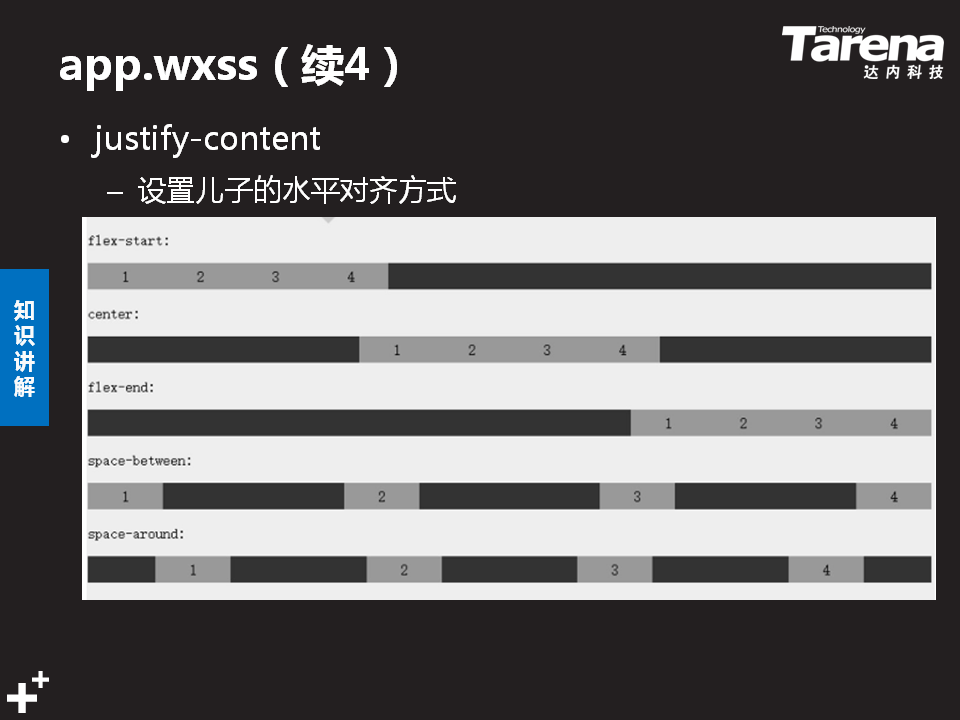 app.wxss（续4）
Technology
Tarena
达内科技
• justify-content
– 设置儿子的水平对齐方式
知识讲解
flex-start:
1 2 3 4
center:
1 2 3 4
flex-end:
1 2 3 4
space-between:
1 2 3 4
space-around:
1 2 3 4